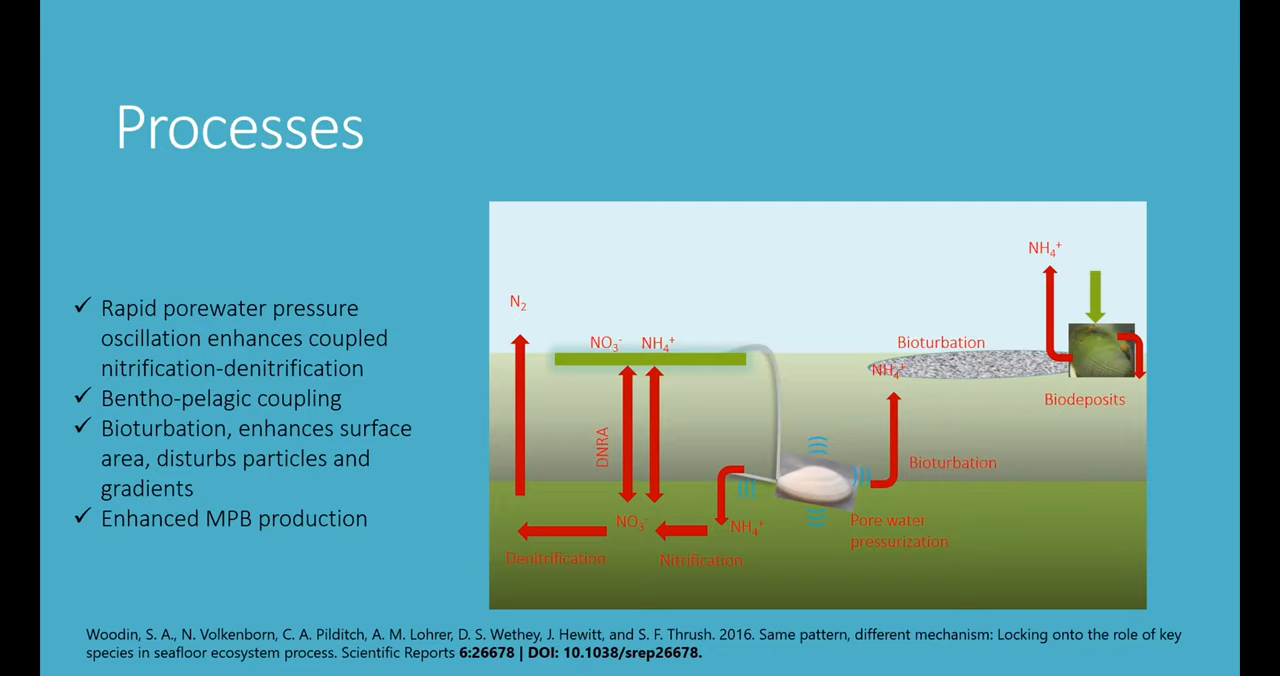 Processes
✓ Rapid porewater pressure
oscillation enhances coupled
nitrification-denitrification
✓ Bentho-pelagic coupling
✓ Bioturbation, enhances surface
area, disturbs particles and
gradients
✓ Enhanced MPB production
NH₄⁺
N₂
NO₃⁻ NH₄⁺
Bioturbation
NH₄⁺
Biodeposits
DNRA
Bioturbation
NO₃⁻
NH₄⁺
Pore water
pressurization
Denitrification
Nitrification
Woodin, S. A., N. Volkenborn, C. A. Pilditch, A. M. Lohrer, D. S. Wethey, J. Hewitt, and S. F. Thrush. 2016. Same pattern, different mechanism: Locking onto the role of key
species in seafloor ecosystem process. Scientific Reports 6:26678 | DOI: 10.1038/srep26678.